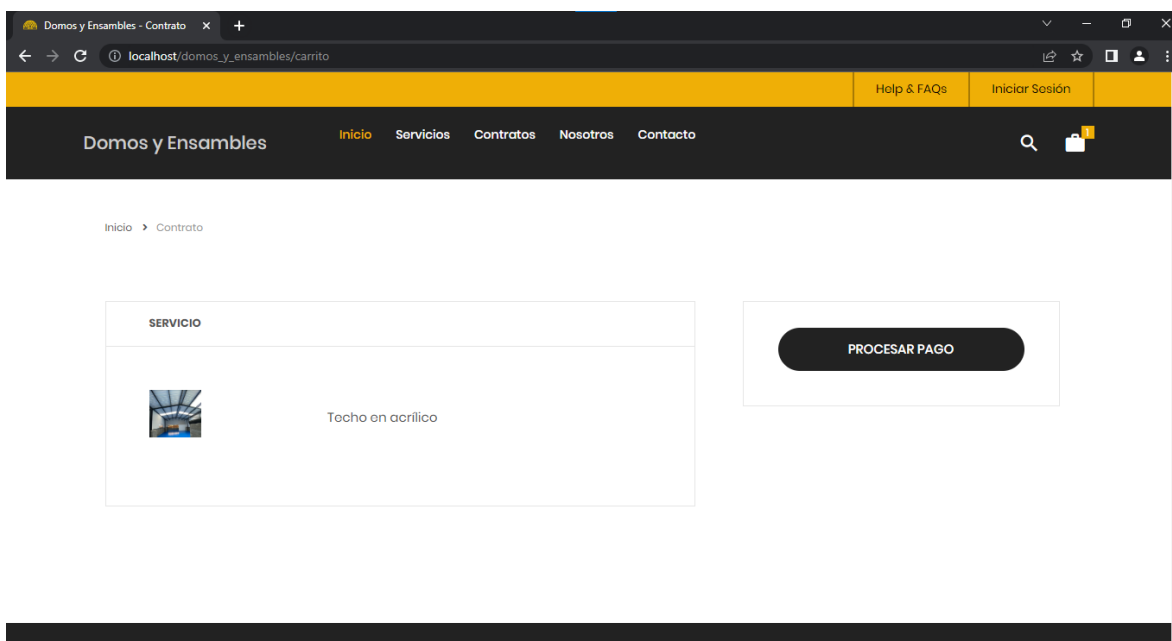 Domos y Ensambles - Contrato
localhost/domos_y_ensambles/carrito
Help & FAQs Iniciar Sesión
Domos y Ensambles Inicio Servicios Contratos Nosotros Contacto 1
Inicio > Contrato
SERVICIO
PROCESAR PAGO
Techo en acrílico